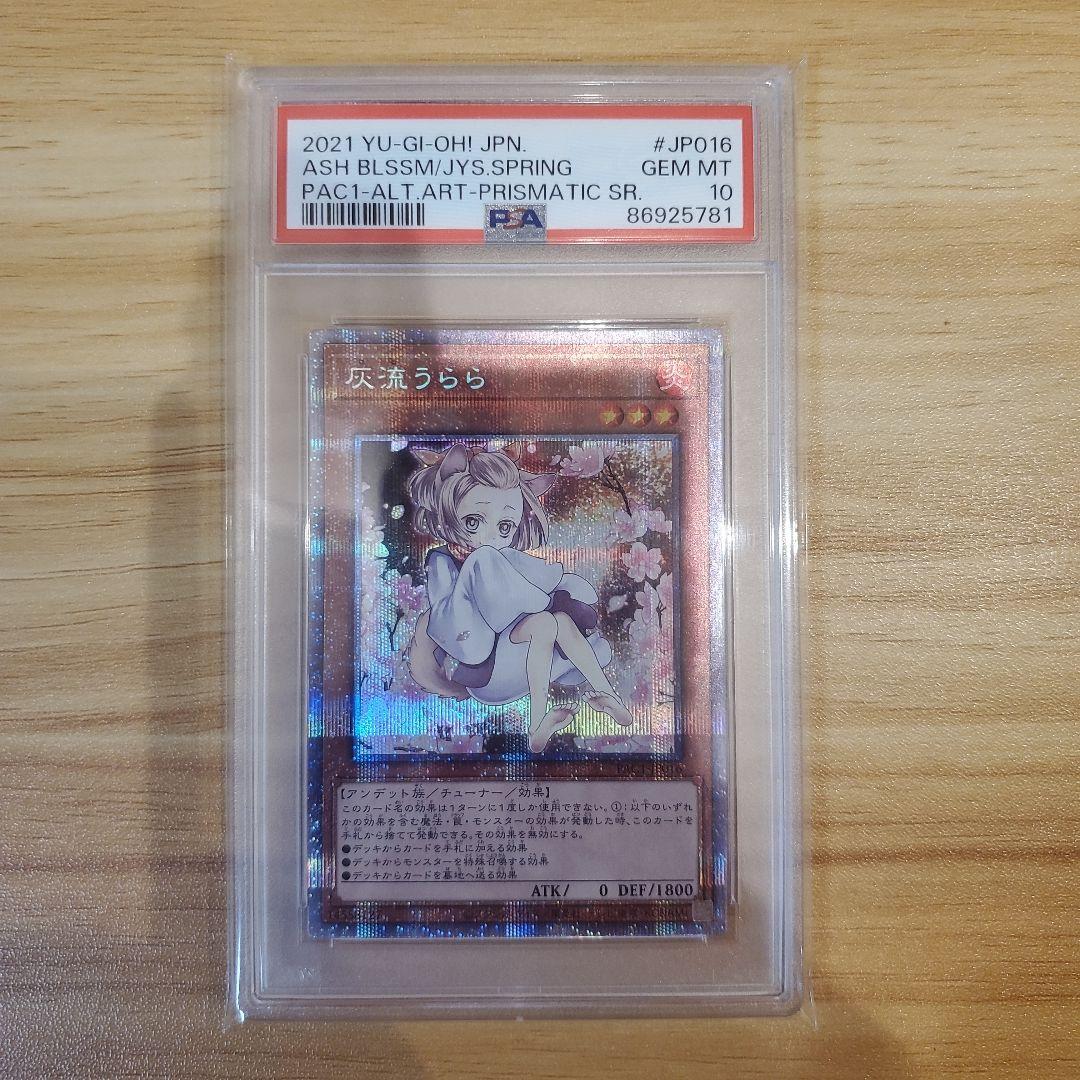 2021 YU-GI-OH! JPN. #JP016
ASH BLSSM/JYS.SPRING GEM MT
PAC1-ALT.ART-PRISMATIC SR. 10
PSA 86925781
灰流うらら
炎
【アンデット族／チューナー／効果】
このカード名の効果は1ターンに1度しか使用できない。①：以下のいずれ
かの効果を含む魔法・罠・モンスターの効果が発動した時、このカードを
手札から捨てて発動できる。その効果を無効にする。
●デッキからカードを手札に加える効果
●デッキからモンスターを特殊召喚する効果
●デッキからカードを墓地へ送る効果
ATK/ 0 DEF/1800
KONAMI